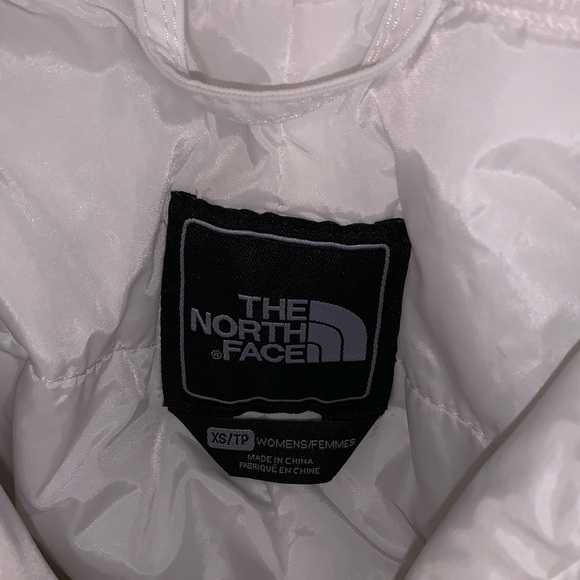 THE
NORTH
® FACE
XS/TP WOMENS/FEMMES
MADE IN CHINA
FABRIQUÉ EN CHINE